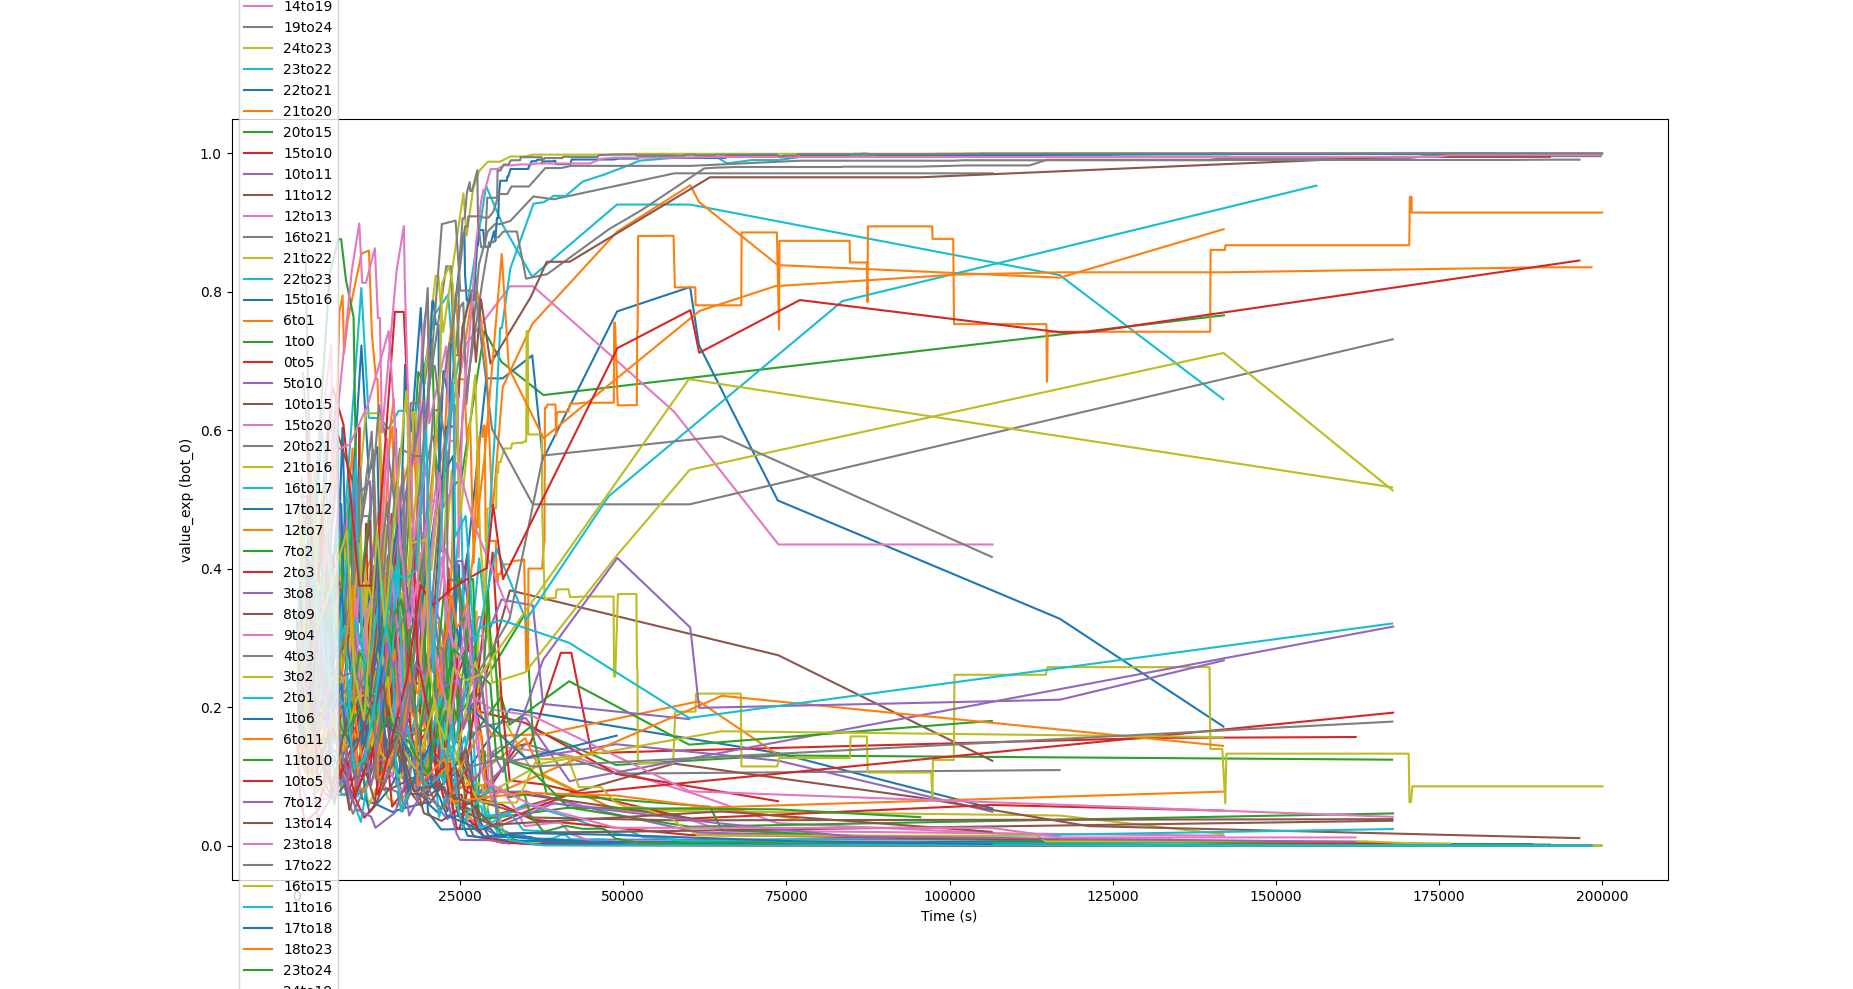 14to19
19to24
24to23
23to22
22to21
21to20
20to15
15to10
10to11
11to12
12to13
16to21
21to22
22to23
15to16
6to1
1to0
0to5
5to10
10to15
15to20
20to21
21to16
16to17
17to12
12to7
7to2
2to3
3to8
8to9
9to4
4to3
3to2
2to1
1to6
6to11
11to10
10to5
7to12
13to14
23to18
17to22
16to15
11to16
17to18
18to23
23to24
1.0
0.8
0.6
0.4
0.2
0.0
value_exp (bot_0)
0
25000
50000
75000
100000
125000
150000
175000
200000
Time (s)